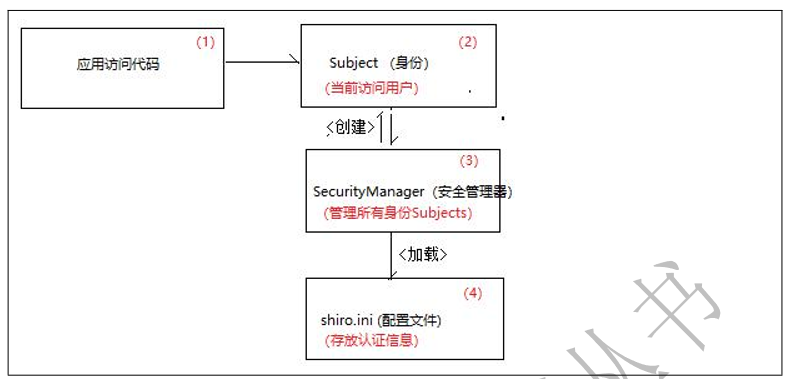 (1)
应用访问代码
(2)
Subject （身份）
(当前访问用户)
<创建>
(3)
SecurityManager（安全管理器）
(管理所有身份Subjects)
<加载>
(4)
shiro.ini (配置文件)
(存放认证信息)
从书